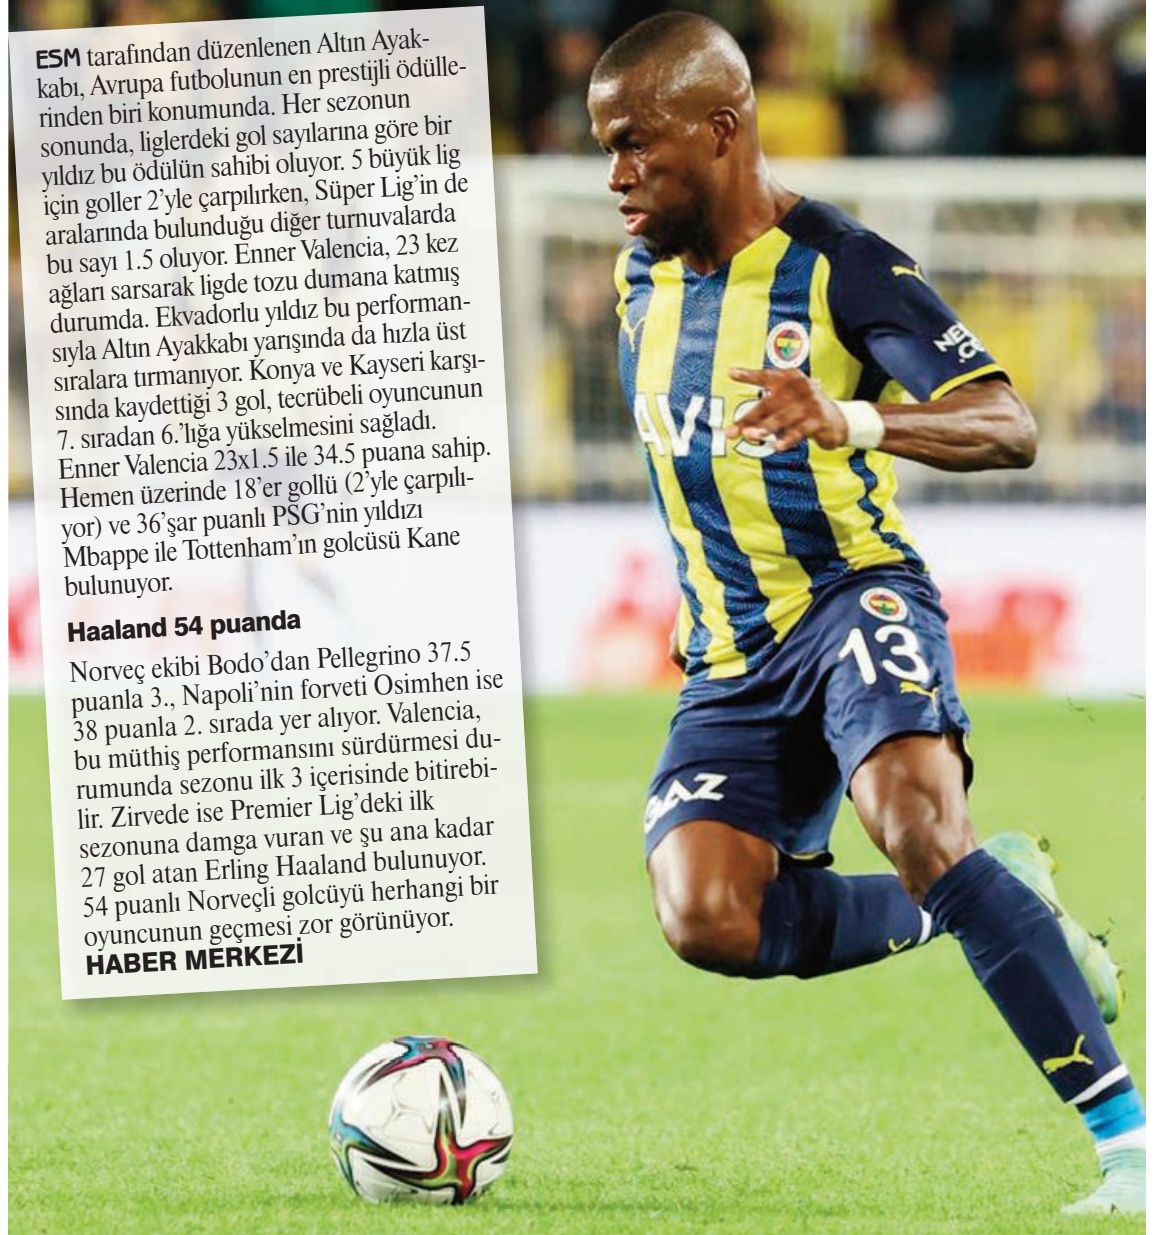 ESM tarafından düzenlenen Altın Ayak-
kabı, Avrupa futbolunun en prestijli ödülle-
rinden biri konumunda. Her sezonun
sonunda, liglerdeki gol sayılarına göre bir
yıldız bu ödülün sahibi oluyor. 5 büyük lig
için goller 2’yle çarpılırken, Süper Lig’in de
aralarında bulunduğu diğer turnuvalarda
bu sayı 1.5 oluyor. Enner Valencia, 23 kez
ağları sarsarak ligde tozu dumana katmış
durumda. Ekvadorlu yıldız bu performan-
sıyla Altın Ayakkabı yarışında da hızla üst
sıralara tırmanıyor. Konya ve Kayseri karşı-
sında kaydettiği 3 gol, tecrübeli oyuncunun
7. sıradan 6.’lığa yükselmesini sağladı.
Enner Valencia 23x1.5 ile 34.5 puana sahip.
Hemen üzerinde 18’er gollü (2’yle çarpılı-
yor) ve 36’şar puanlı PSG’nin yıldızı
Mbappe ile Tottenham’ın golcüsü Kane
bulunuyor.
Haaland 54 puanda
Norveç ekibi Bodo’dan Pellegrino 37.5
puanla 3., Napoli’nin forveti Osimhen ise
38 puanla 2. sırada yer alıyor. Valencia,
bu müthiş performansını sürdürmesi du-
rumunda sezonu ilk 3 içerisinde bitirebi-
lir. Zirvede ise Premier Lig’deki ilk
sezonuna damga vuran ve şu ana kadar
27 gol atan Erling Haaland bulunuyor.
54 puanlı Norveçli golcüyü herhangi bir
oyuncunun geçmesi zor görünüyor.
HABER MERKEZİ
AVIS
13